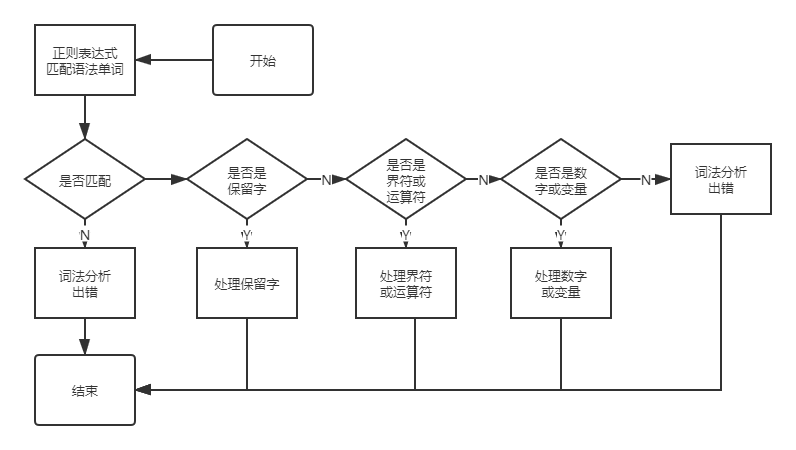 正则表达式
匹配语法单词
开始
是否匹配
是否是
保留字
N
是否是
界符或
运算符
N
是否是数
字或变量
N
词法分析
出错
N
Y
Y
Y
词法分析
出错
处理保留字
处理界符
或运算符
处理数字
或变量
结束